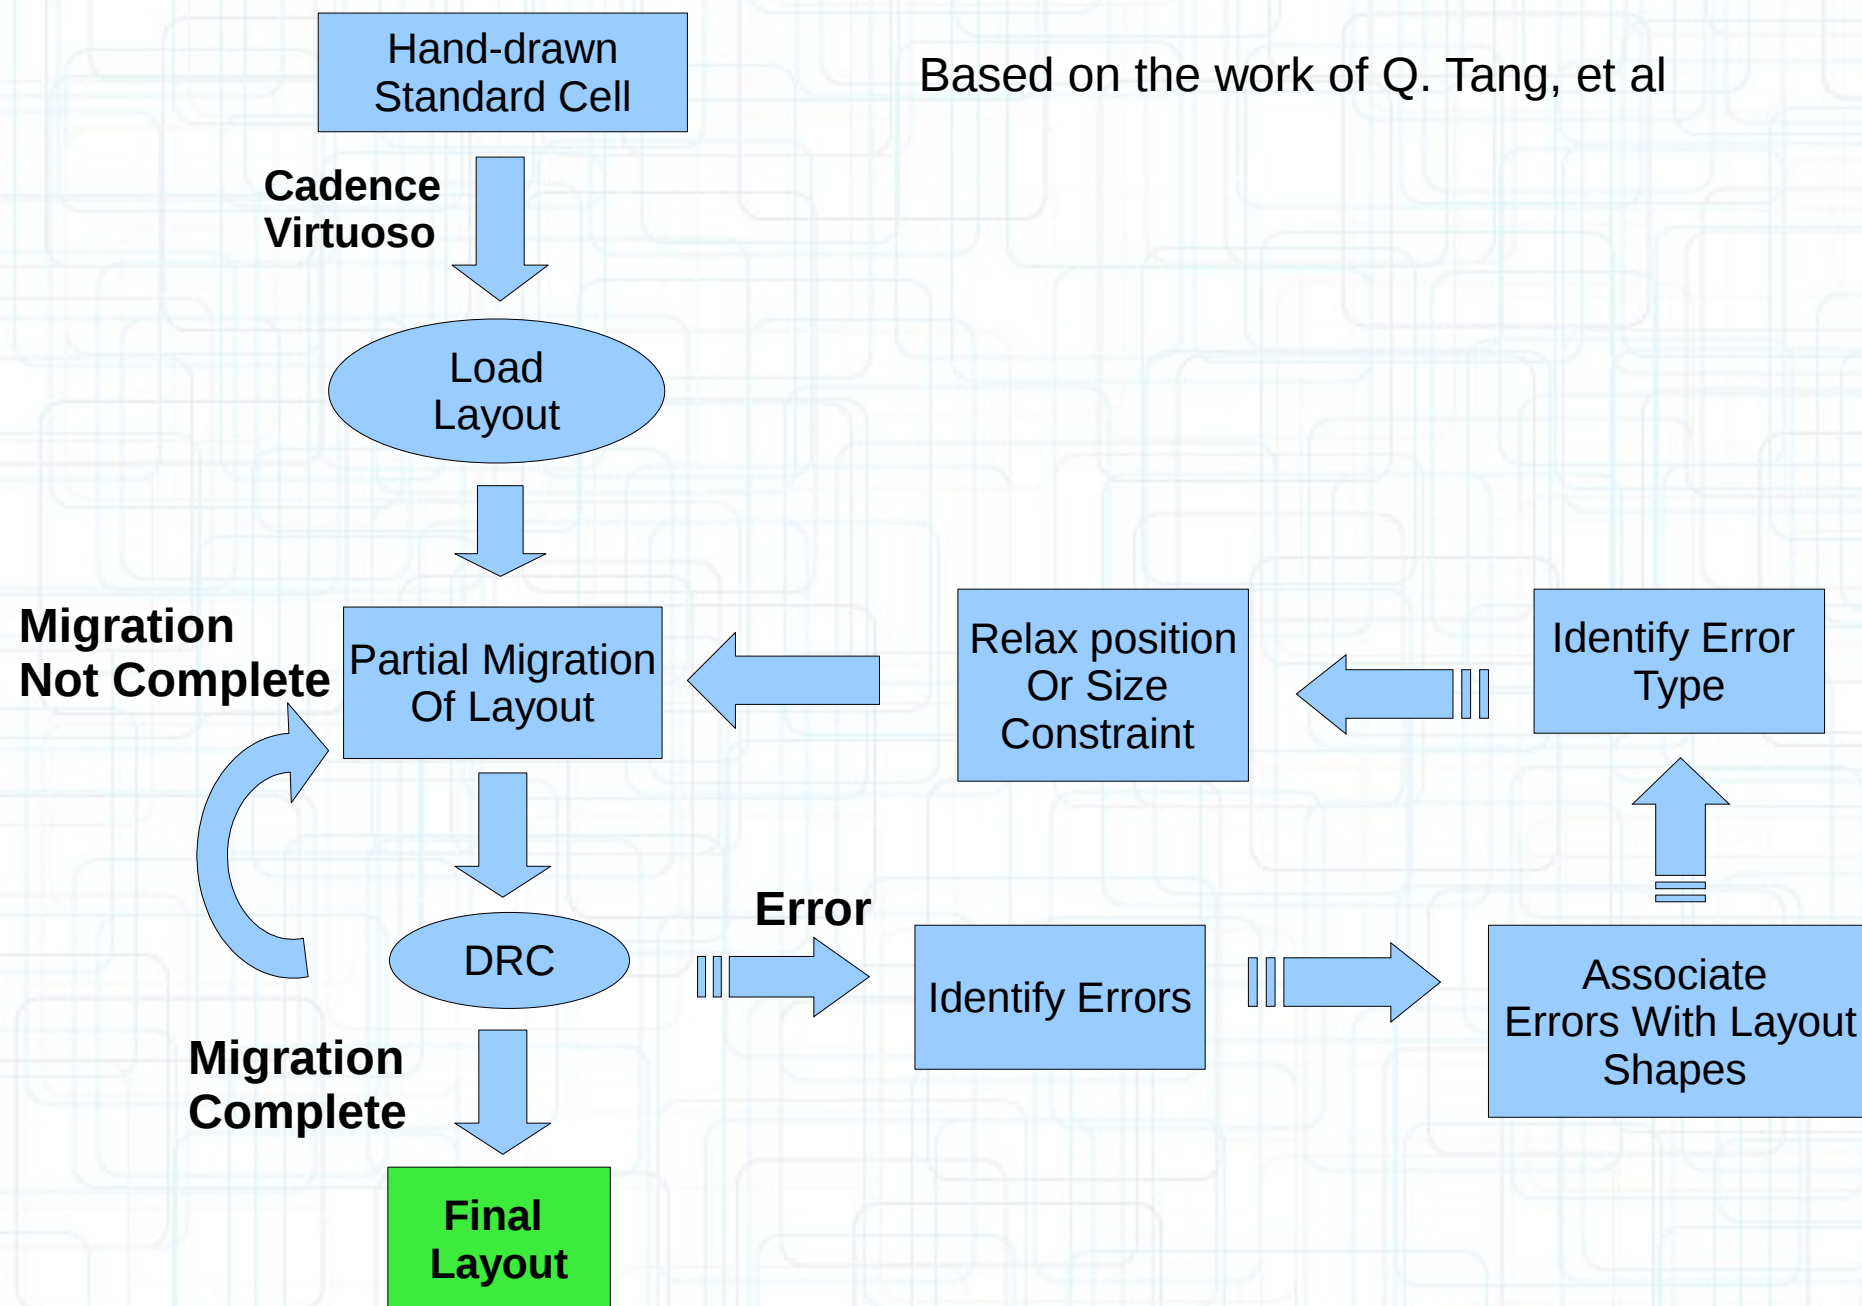 Hand-drawn
Standard Cell
Based on the work of Q. Tang, et al
Cadence
Virtuoso
Load
Layout
Migration
Not Complete
Partial Migration
Of Layout
Relax position
Or Size
Constraint
Identify Error
Type
Error
DRC
Identify Errors
Associate
Errors With Layout
Shapes
Migration
Complete
Final
Layout